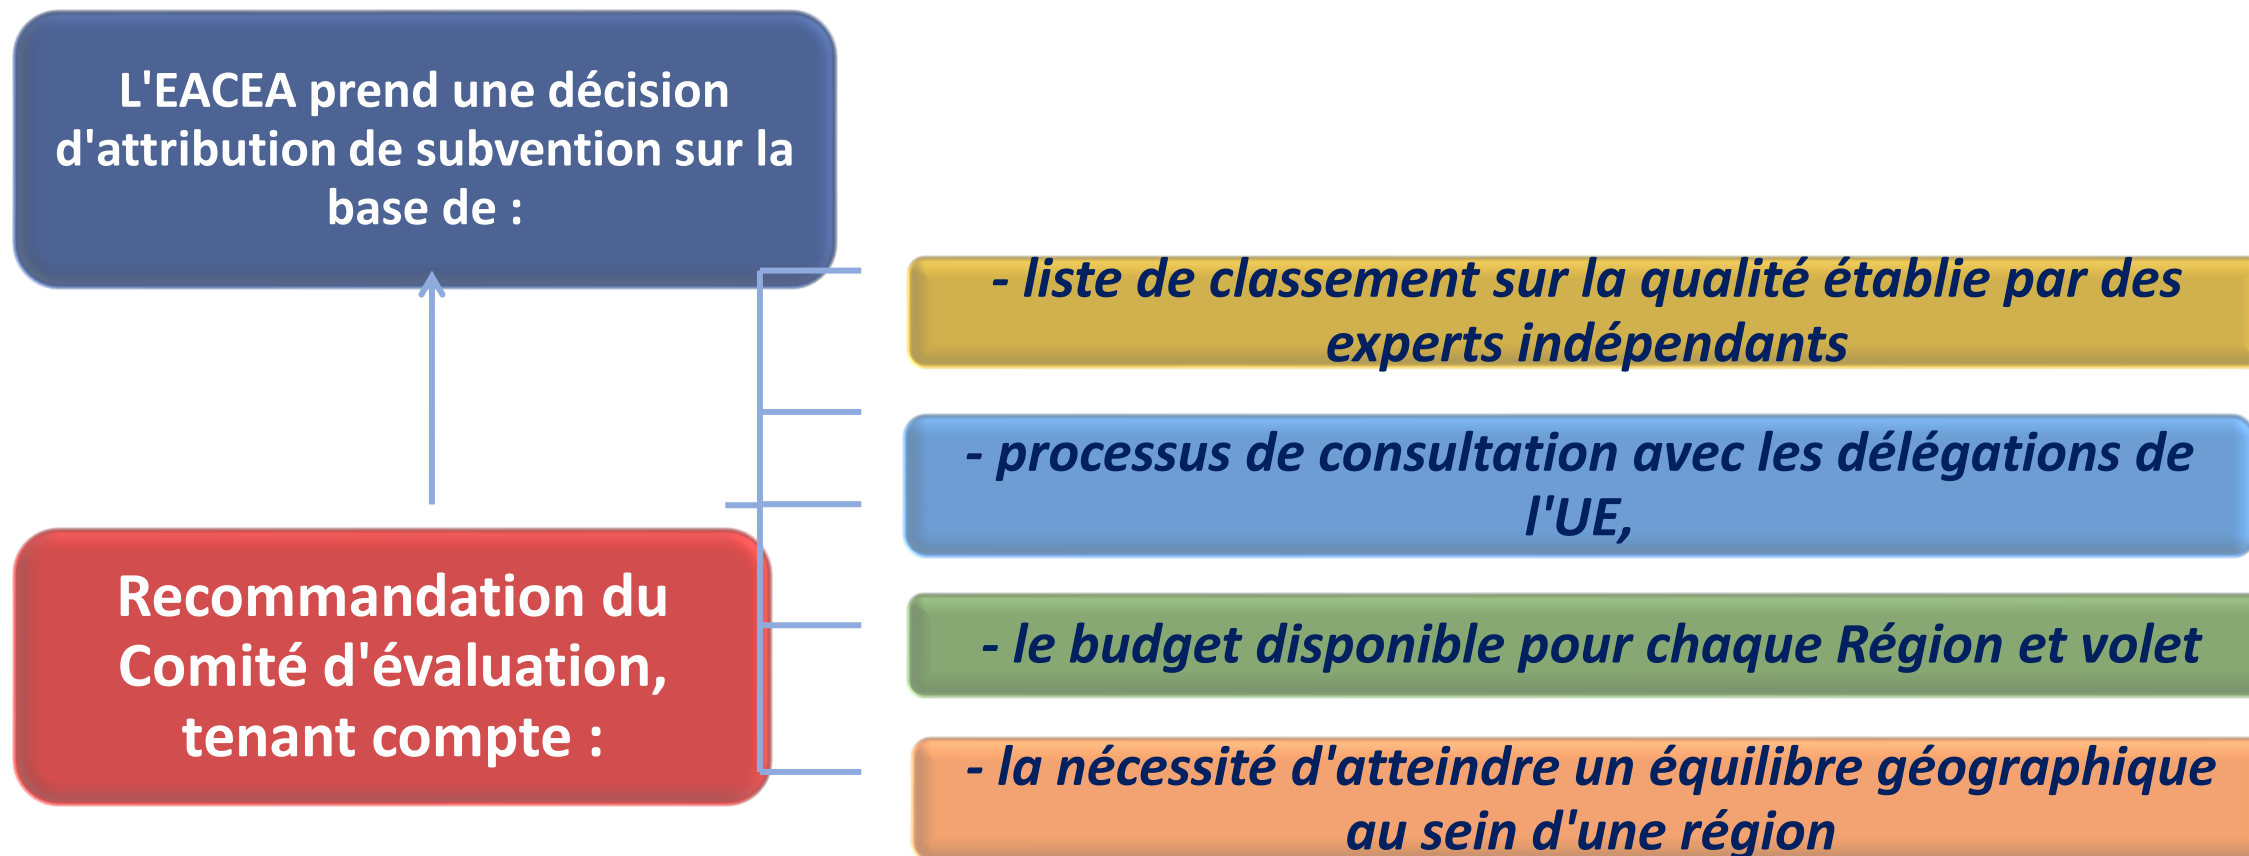 L'EACEA prend une décision
d'attribution de subvention sur la
base de :
Recommandation du
Comité d'évaluation,
tenant compte :
- liste de classement sur la qualité établie par des
experts indépendants
- processus de consultation avec les délégations de
l'UE,
- le budget disponible pour chaque Région et volet
- la nécessité d'atteindre un équilibre géographique
au sein d'une région